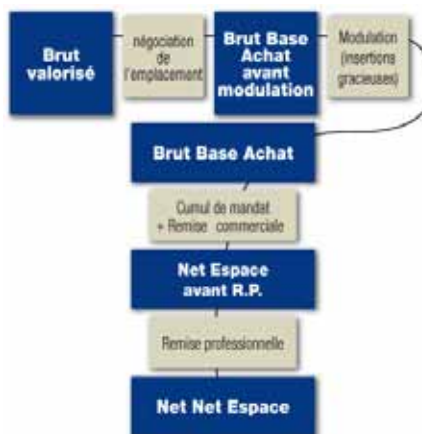 Brut
valorisé
négociation
de
l'emplacement
Brut Base
Achat
avant
modulation
Modulation
(insertions
gracieuses)
Brut Base Achat
Cumul de mandat
+ Remise commerciale
Net Espace
avant R.P.
Remise professionnelle
Net Net Espace